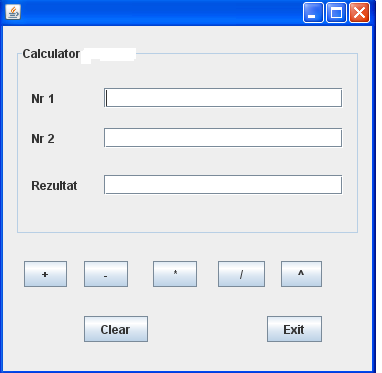 Calculator
Nr 1
Nr 2
Rezultat
+ - * / ^
Clear Exit